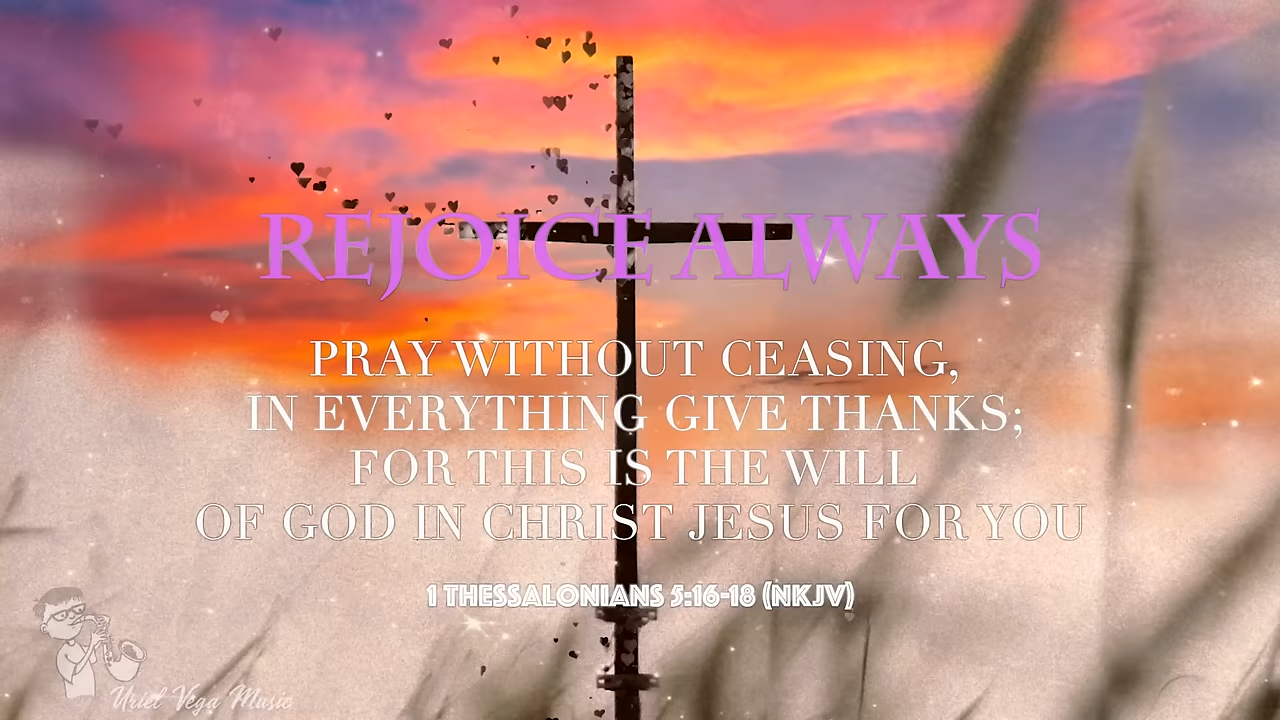 REJOICE ALWAYS
PRAY WITHOUT CEASING,
IN EVERYTHING GIVE THANKS;
FOR THIS IS THE WILL
OF GOD IN CHRIST JESUS FOR YOU
1 THESSALONIANS 5:16-18 (NKJV)
Uriel Vega Music